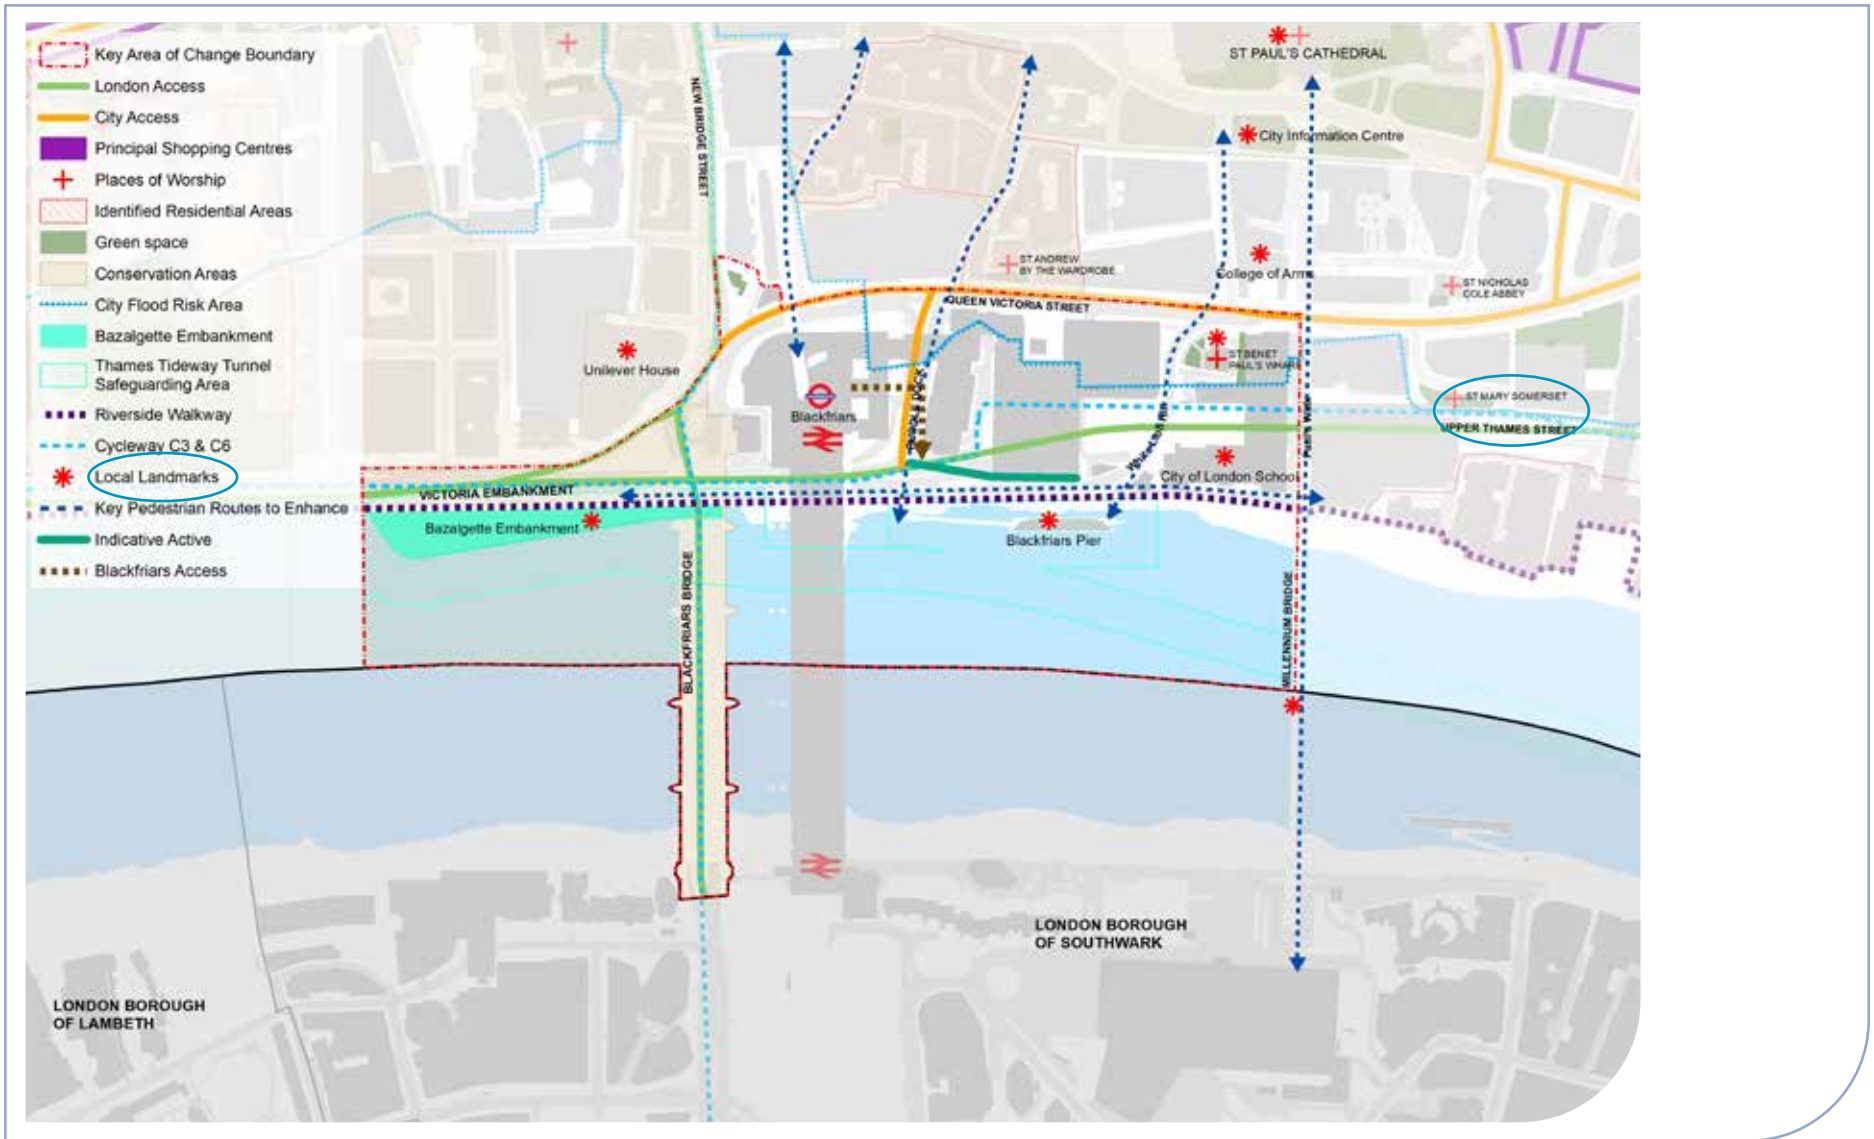 Key Area of Change Boundary
London Access
City Access
Principal Shopping Centres
Places of Worship
Identified Residential Areas
Green space
Conservation Areas
City Flood Risk Area
Bazalgette Embankment
Thames Tideway Tunnel
Safeguarding Area
Riverside Walkway
Cycleway C3 & C6
Local Landmarks
Key Pedestrian Routes to Enhance
Indicative Active
Blackfriars Access
NEW BRIDGE STREET
ST PAUL'S CATHEDRAL
City Information Centre
ST ANDREW
BY THE WARDROBE
College of Arms
ST NICHOLAS
COLE ABBEY
QUEEN VICTORIA STREET
Unilever House
ST BENET
PAUL'S WHARF
Blackfriars
ST MARY SOMERSET
UPPER THAMES STREET
City of London School
VICTORIA EMBANKMENT
Bazalgette Embankment
Blackfriars Pier
BLACKFRIARS BRIDGE
MILLENNIUM BRIDGE
LONDON BOROUGH
OF SOUTHWARK
LONDON BOROUGH
OF LAMBETH